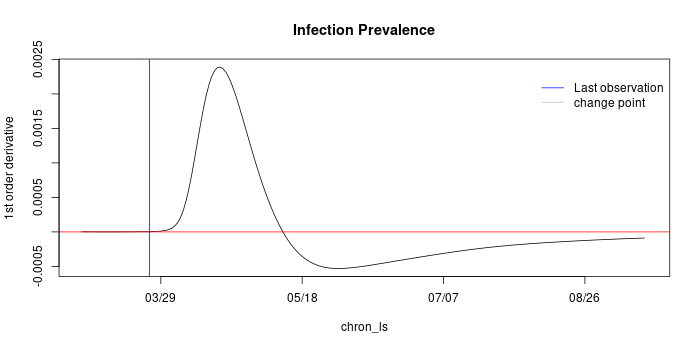 Infection Prevalence
1st order derivative
0.0025
0.0015
0.0005
-0.0005
Last observation
change point
03/29
05/18
07/07
08/26
chron_ls